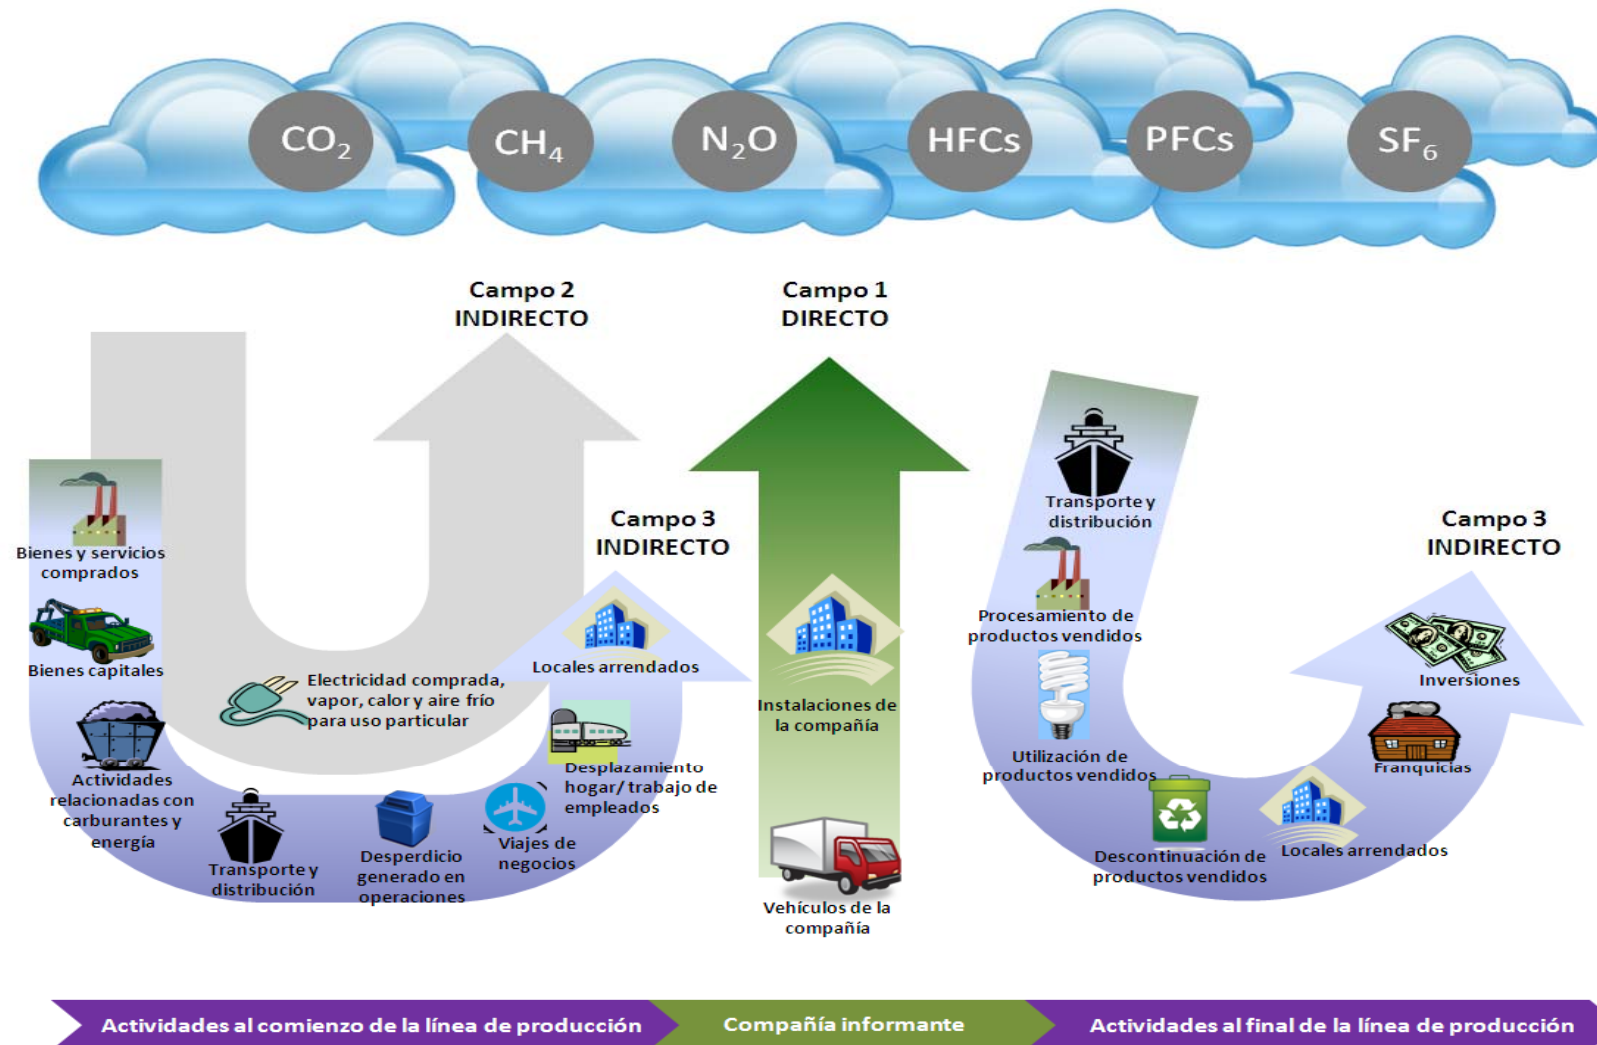 CO₂
CH₄
N₂O
HFCs
PFCs
SF₆
Campo 2
INDIRECTO
Campo 1
DIRECTO
Campo 3
INDIRECTO
Campo 3
INDIRECTO
Bienes y servicios
comprados
Bienes capitales
Actividades
relacionadas con
carburantes y
energía
Transporte y
distribución
Desperdicio
generado en
operaciones
Viajes de
negocios
Desplazamiento
hogar/ trabajo de
empleados
Locales arrendados
Electricidad comprada,
vapor, calor y aire frío
para uso particular
Instalaciones de
la compañía
Vehículos de la
compañía
Transporte y
distribución
Procesamiento de
productos vendidos
Utilización de
productos vendidos
Descontinuación de
productos vendidos
Locales arrendados
Franquicias
Inversiones
Actividades al comienzo de la línea de producción
Compañía informante
Actividades al final de la línea de producción